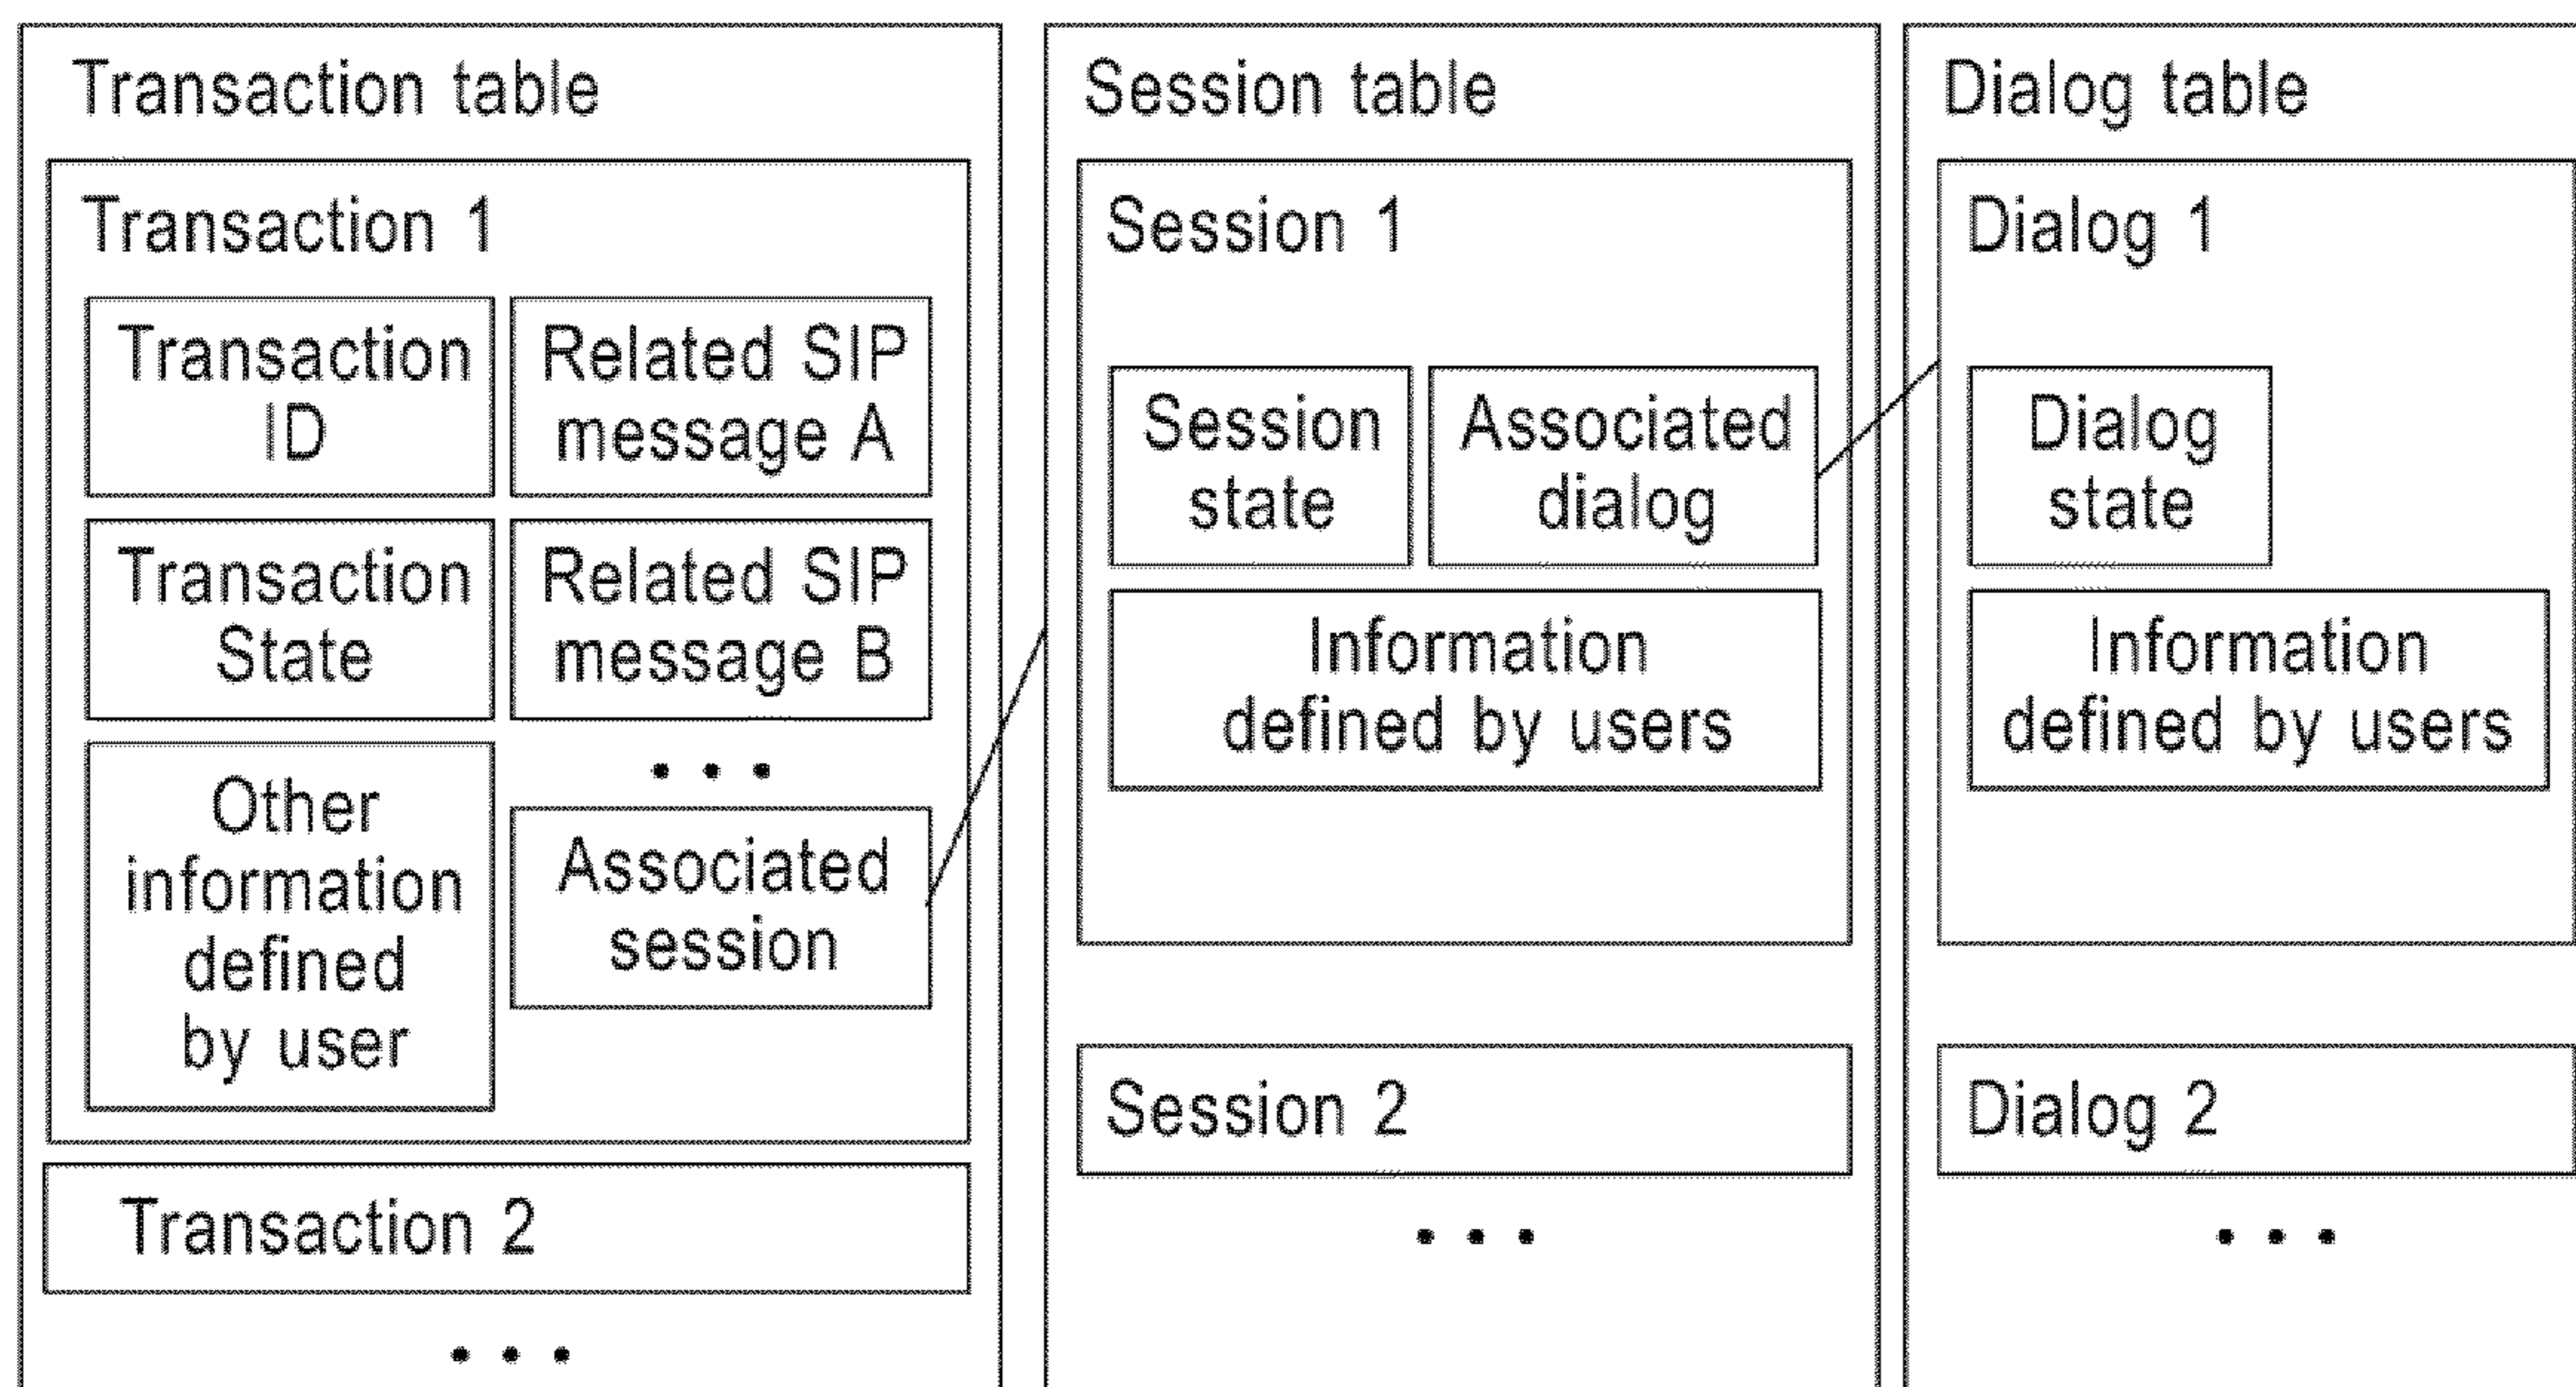 Transaction table
Transaction 1
Transaction
ID
Related SIP
message A
Transaction
State
Related SIP
message B
Other
information
defined
by user
• • •
Associated
session
Transaction 2
• • •
Session table
Session 1
Session
state
Associated
dialog
Information
defined by users
Session 2
• • •
Dialog table
Dialog 1
Dialog
state
Information
defined by users
Dialog 2
• • •